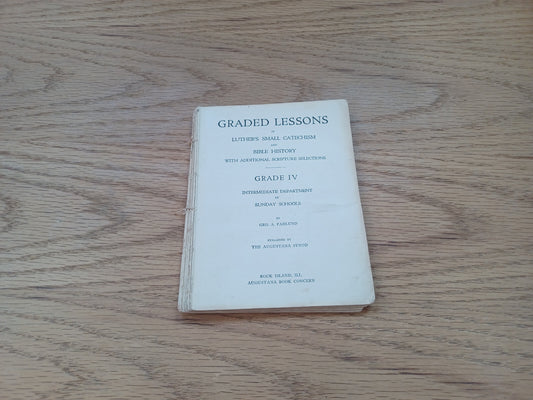 GRADED LESSONS
IN
LUTHER'S SMALL CATECHISM
AND
BIBLE HISTORY
WITH ADDITIONAL SCRIPTURE SELECTIONS
GRADE IV
INTERMEDIATE DEPARTMENT
OF
SUNDAY SCHOOLS
BY
GEO. A. FAHLUND
PUBLISHED BY
THE AUGUSTANA SYNOD
ROCK ISLAND, ILL.
AUGUSTANA BOOK CONCERN